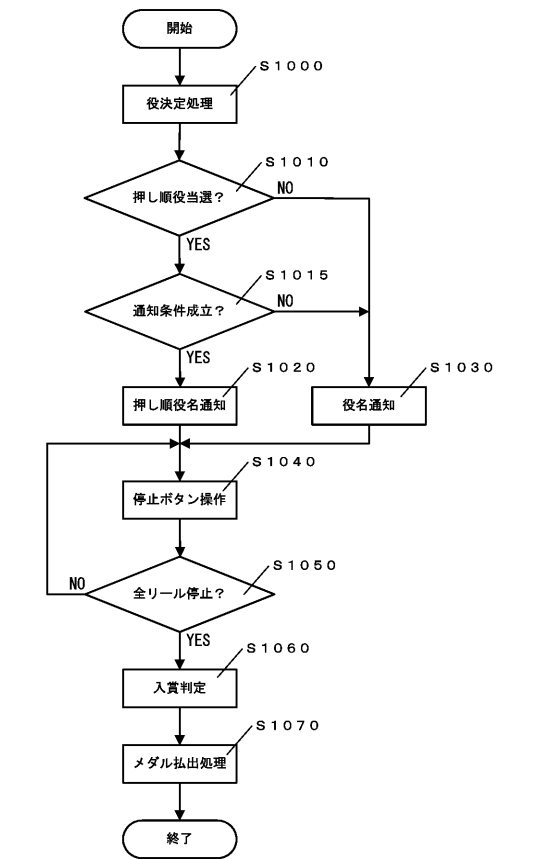 開始
Ｓ１０００
役決定処理
Ｓ１０１０
押し順役当選？
NO
YES
Ｓ１０１５
通知条件成立？
NO
YES
Ｓ１０２０
押し順役名通知
Ｓ１０３０
役名通知
Ｓ１０４０
停止ボタン操作
Ｓ１０５０
全リール停止？
NO
YES
Ｓ１０６０
入賞判定
Ｓ１０７０
メダル払出処理
終了